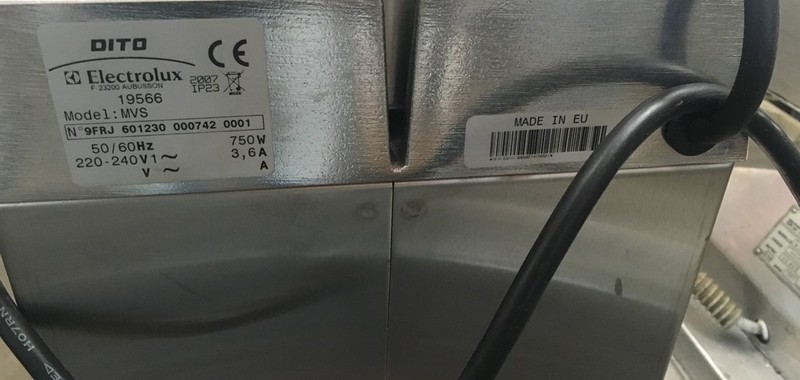 DITO
Electrolux
F 23200 AUBUSSON
2007
IP23
19566
Model:MVS
N°9FRJ 601230 000742 0001
50/60Hz 750W
220-240V1~ 3,6A
V ~ A
MADE IN EU
H07RN